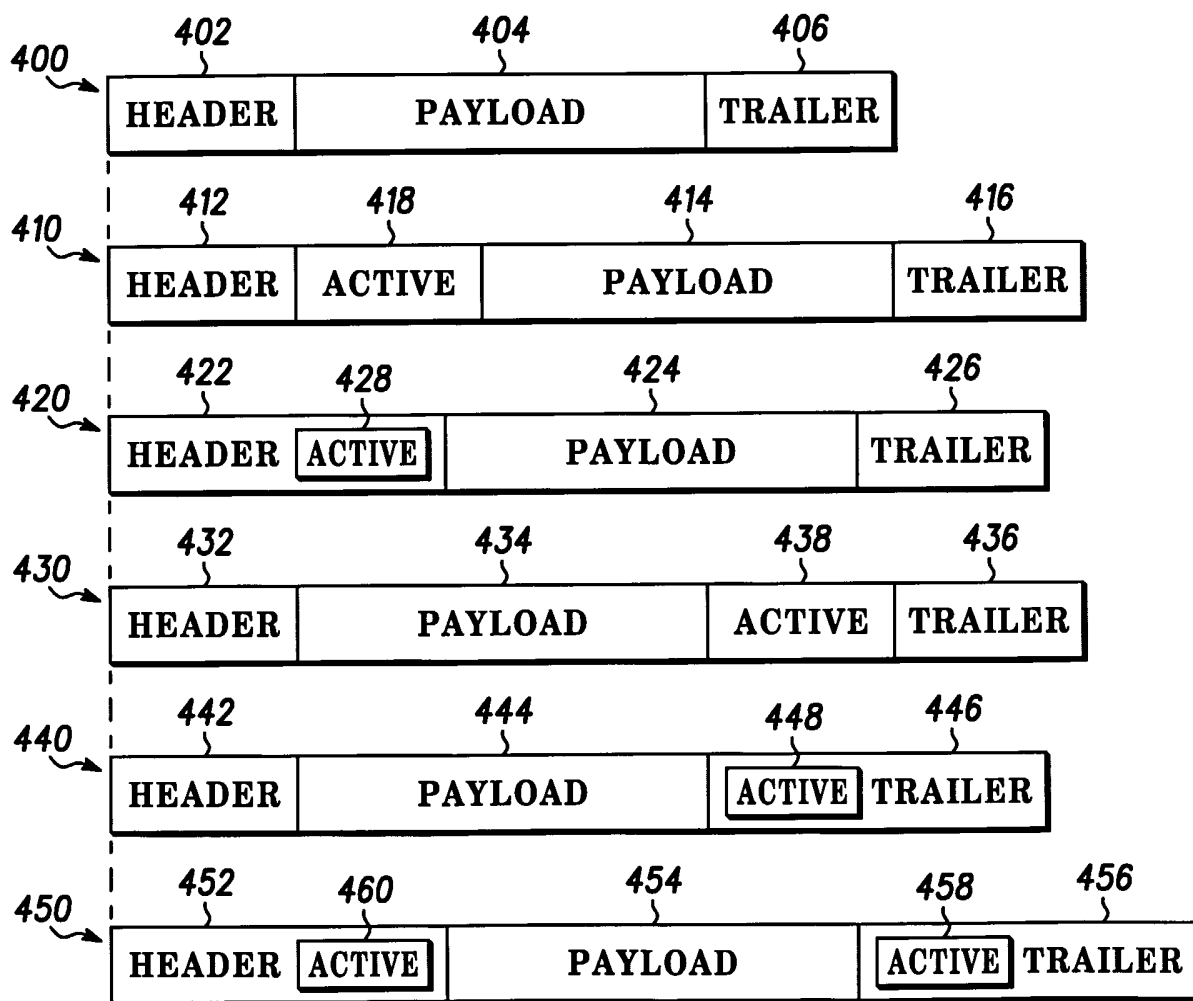 402 404 406
400
HEADER PAYLOAD TRAILER
412 418 414 416
410
HEADER ACTIVE PAYLOAD TRAILER
422 428 424 426
420
HEADER ACTIVE PAYLOAD TRAILER
432 434 438 436
430
HEADER PAYLOAD ACTIVE TRAILER
442 444 448 446
440
HEADER PAYLOAD ACTIVE TRAILER
452 460 454 458 456
450
HEADER ACTIVE PAYLOAD ACTIVE TRAILER